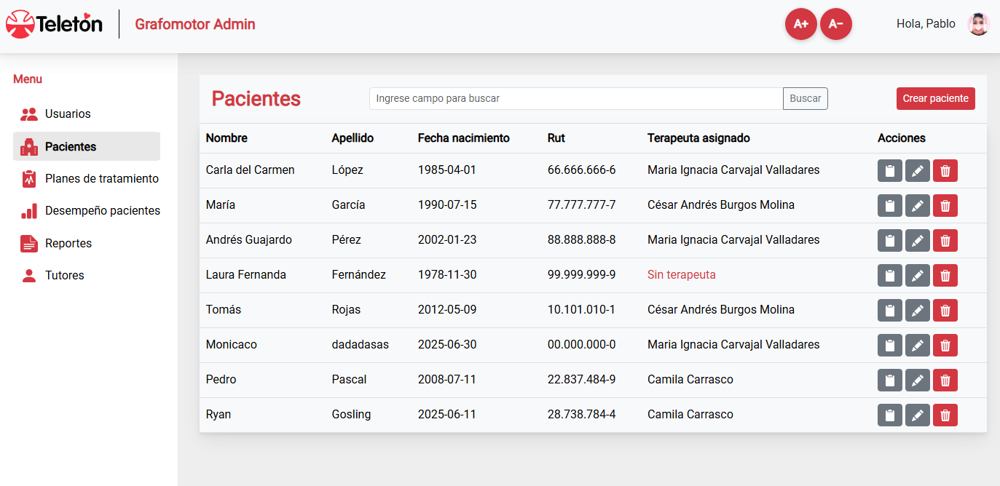 Teletón Grafomotor Admin A+ A− Hola, Pablo
Menu
Usuarios
Pacientes
Planes de tratamiento
Desempeño pacientes
Reportes
Tutores
Pacientes Ingrese campo para buscar Buscar Crear paciente
Nombre Apellido Fecha nacimiento Rut Terapeuta asignado Acciones
Carla del Carmen López 1985-04-01 66.666.666-6 Maria Ignacia Carvajal Valladares
María García 1990-07-15 77.777.777-7 César Andrés Burgos Molina
Andrés Guajardo Pérez 2002-01-23 88.888.888-8 Maria Ignacia Carvajal Valladares
Laura Fernanda Fernández 1978-11-30 99.999.999-9 Sin terapeuta
Tomás Rojas 2012-05-09 10.101.010-1 César Andrés Burgos Molina
Monicaco dadadasas 2025-06-30 00.000.000-0 Maria Ignacia Carvajal Valladares
Pedro Pascal 2008-07-11 22.837.484-9 Camila Carrasco
Ryan Gosling 2025-06-11 28.738.784-4 Camila Carrasco